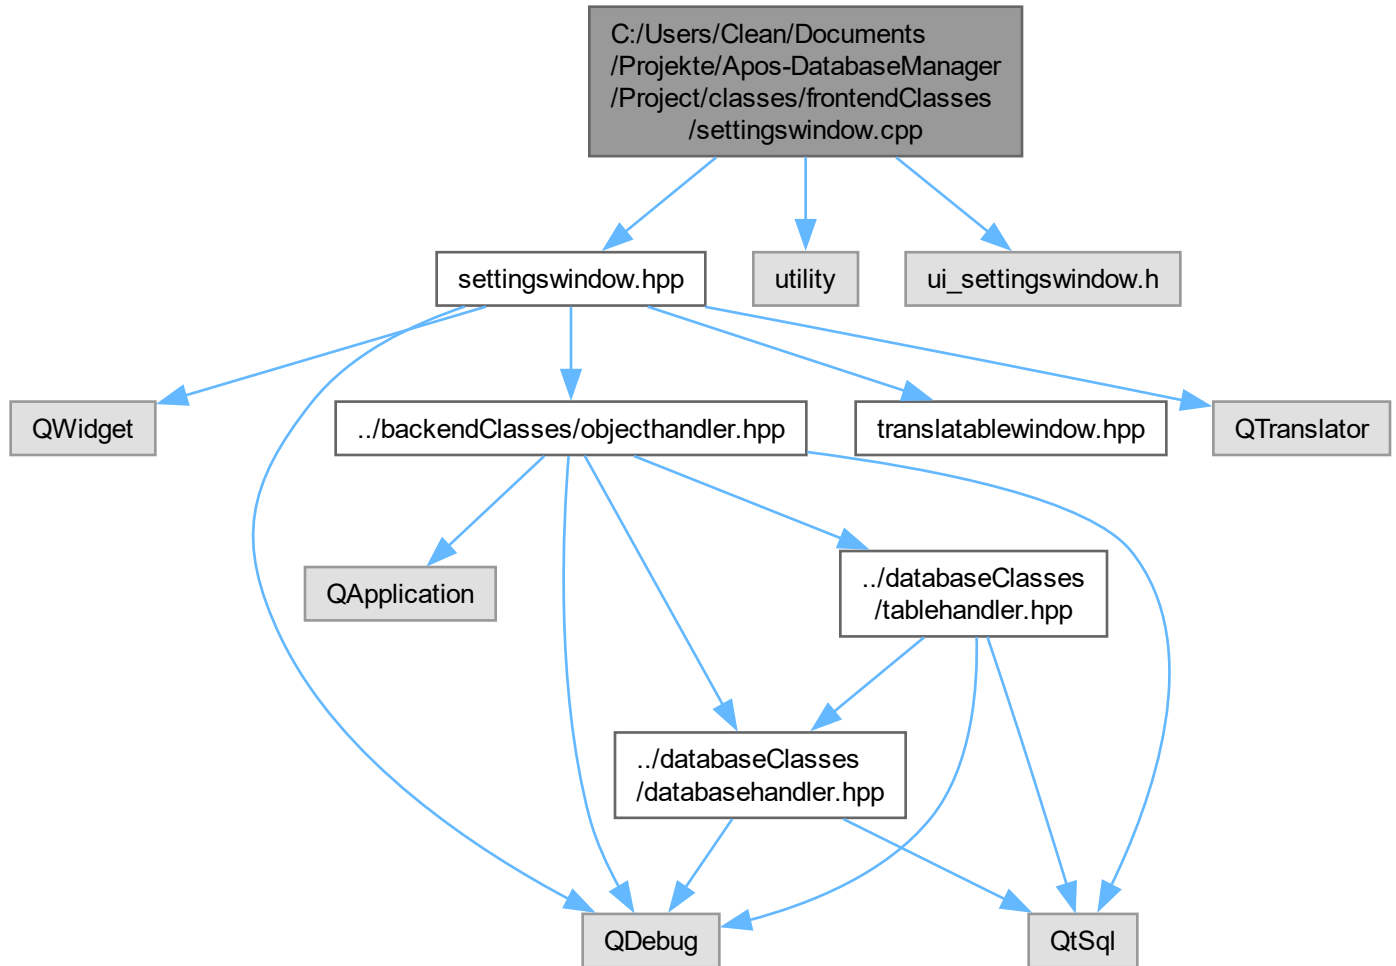 C:/Users/Clean/Documents
/Projekte/Apos-DatabaseManager
/Project/classes/frontendClasses
/settingswindow.cpp
settingswindow.hpp
utility
ui_settingswindow.h
QWidget
../backendClasses/objecthandler.hpp
translatablewindow.hpp
QTranslator
QApplication
../databaseClasses
/tablehandler.hpp
../databaseClasses
/databasehandler.hpp
QDebug
QtSql